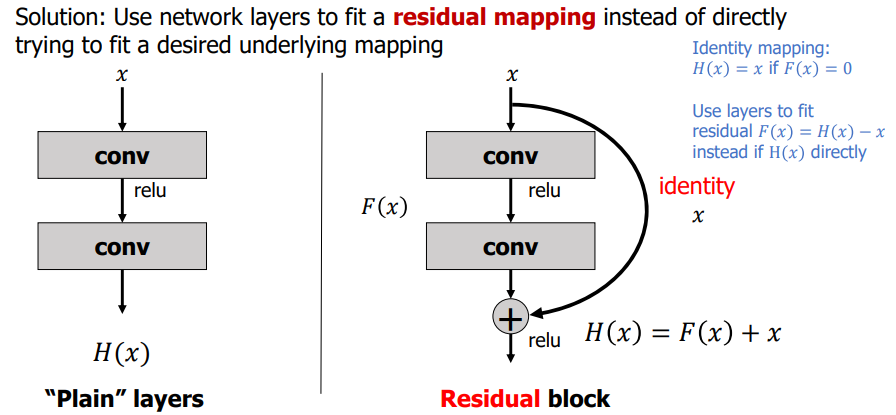 Solution: Use network layers to fit a residual mapping instead of directly
trying to fit a desired underlying mapping
Identity mapping:
H(x) = x if F(x) = 0
Use layers to fit
residual F(x) = H(x) − x
instead if H(x) directly
x
conv
relu
conv
H(x)
"Plain" layers
x
conv
relu
F(x)
conv
identity
x
+
relu
H(x) = F(x) + x
Residual block